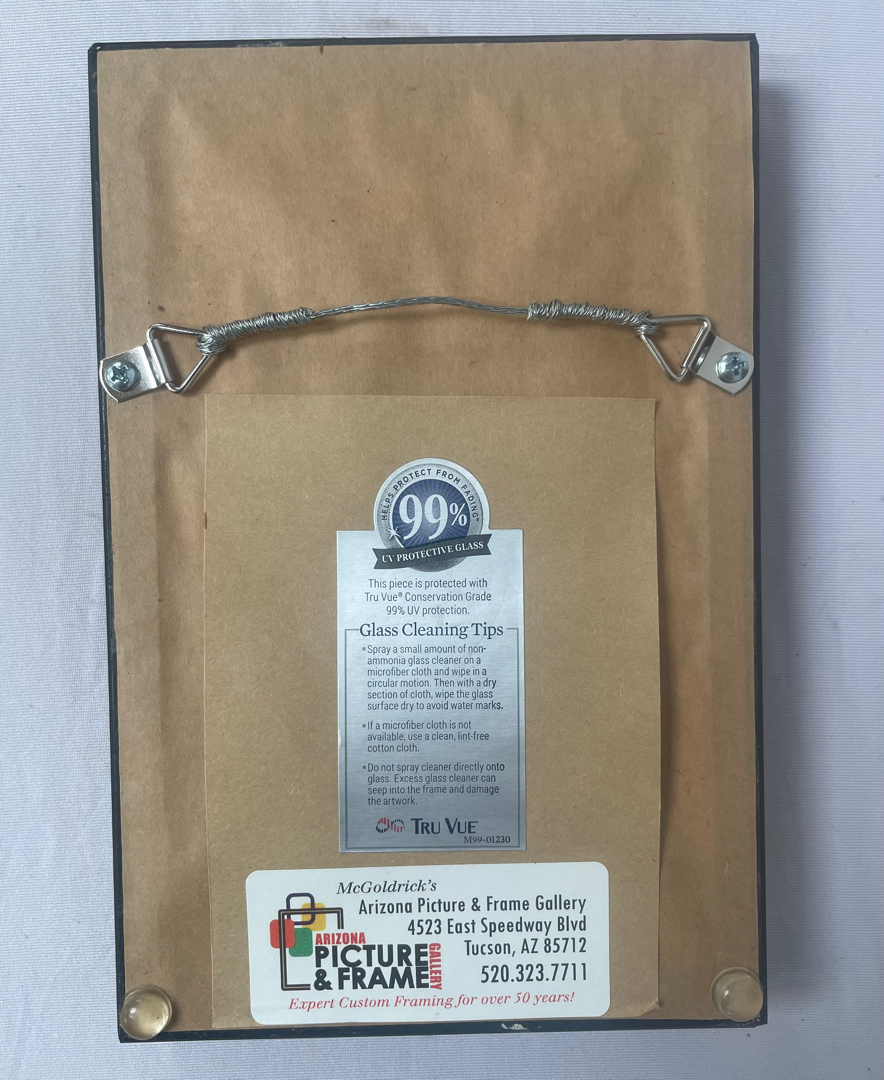 HELPS PROTECT FROM FADING*
99%
UV PROTECTIVE GLASS
This piece is protected with
Tru Vue® Conservation Grade
99% UV protection.
Glass Cleaning Tips
• Spray a small amount of non-
ammonia glass cleaner on a
microfiber cloth and wipe in a
circular motion. Then with a dry
section of cloth, wipe the glass
surface dry to avoid water marks.
• If a microfiber cloth is not
available, use a clean, lint-free
cotton cloth.
• Do not spray cleaner directly onto
glass. Excess glass cleaner can
seep into the frame and damage
the artwork.
TRU VUE
M99-01230
McGoldrick's
Arizona Picture & Frame Gallery
4523 East Speedway Blvd
Tucson, AZ 85712
520.323.7711
ARIZONA
PICTURE
& FRAME
GALLERY
Expert Custom Framing for over 50 years!